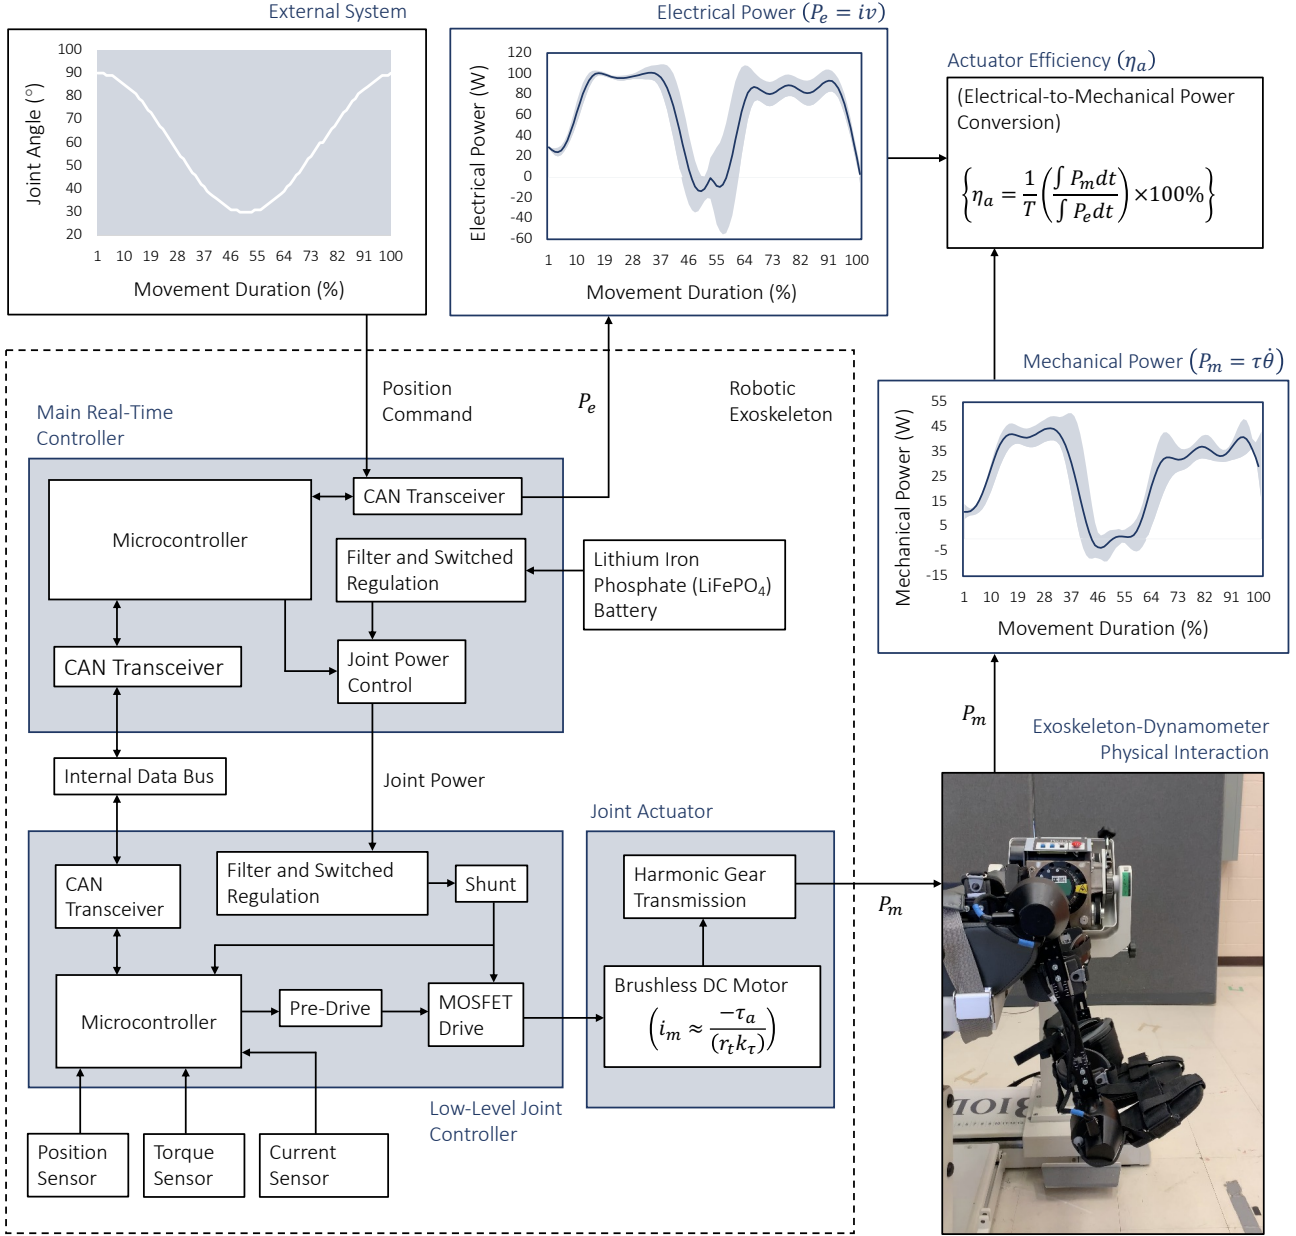 External System
Joint Angle (°)
100
90
80
70
60
50
40
30
20
1 10 19 28 37 46 55 64 73 82 91 100
Movement Duration (%)
Electrical Power (Pₑ = iv)
Electrical Power (W)
120
100
80
60
40
20
0
-20
-40
-60
1 10 19 28 37 46 55 64 73 82 91 100
Movement Duration (%)
Actuator Efficiency (ηₐ)
(Electrical-to-Mechanical Power
Conversion)
{ηₐ = 1/T (∫ Pₘdt / ∫ Pₑdt) ×100%}
Mechanical Power (Pₘ = τθ̇)
Mechanical Power (W)
55
45
35
25
15
5
-5
-15
1 10 19 28 37 46 55 64 73 82 91 100
Movement Duration (%)
Position
Command
Pₑ
Robotic
Exoskeleton
Main Real-Time
Controller
CAN Transceiver
Microcontroller
Filter and Switched
Regulation
Lithium Iron
Phosphate (LiFePO₄)
Battery
CAN Transceiver
Joint Power
Control
Internal Data Bus
Joint Power
Pₘ
Exoskeleton-Dynamometer
Physical Interaction
Joint Actuator
CAN
Transceiver
Filter and Switched
Regulation
Shunt
Harmonic Gear
Transmission
Pₘ
Microcontroller
Pre-Drive
MOSFET
Drive
Brushless DC Motor
(iₘ ≈ -τₐ / (rₜk_τ))
Low-Level Joint
Controller
Position
Sensor
Torque
Sensor
Current
Sensor